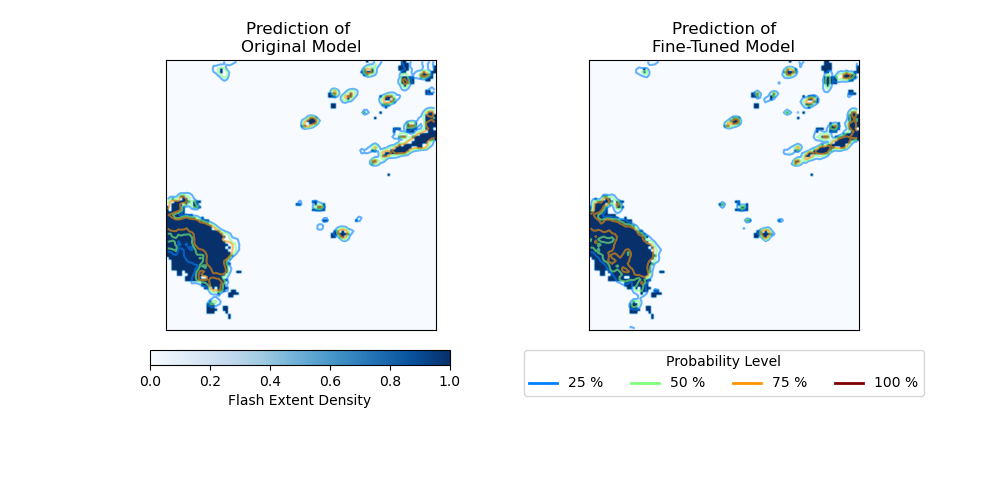 Prediction of
Original Model
Prediction of
Fine-Tuned Model
0.0 0.2 0.4 0.6 0.8 1.0
Flash Extent Density
Probability Level
25 % 50 % 75 % 100 %